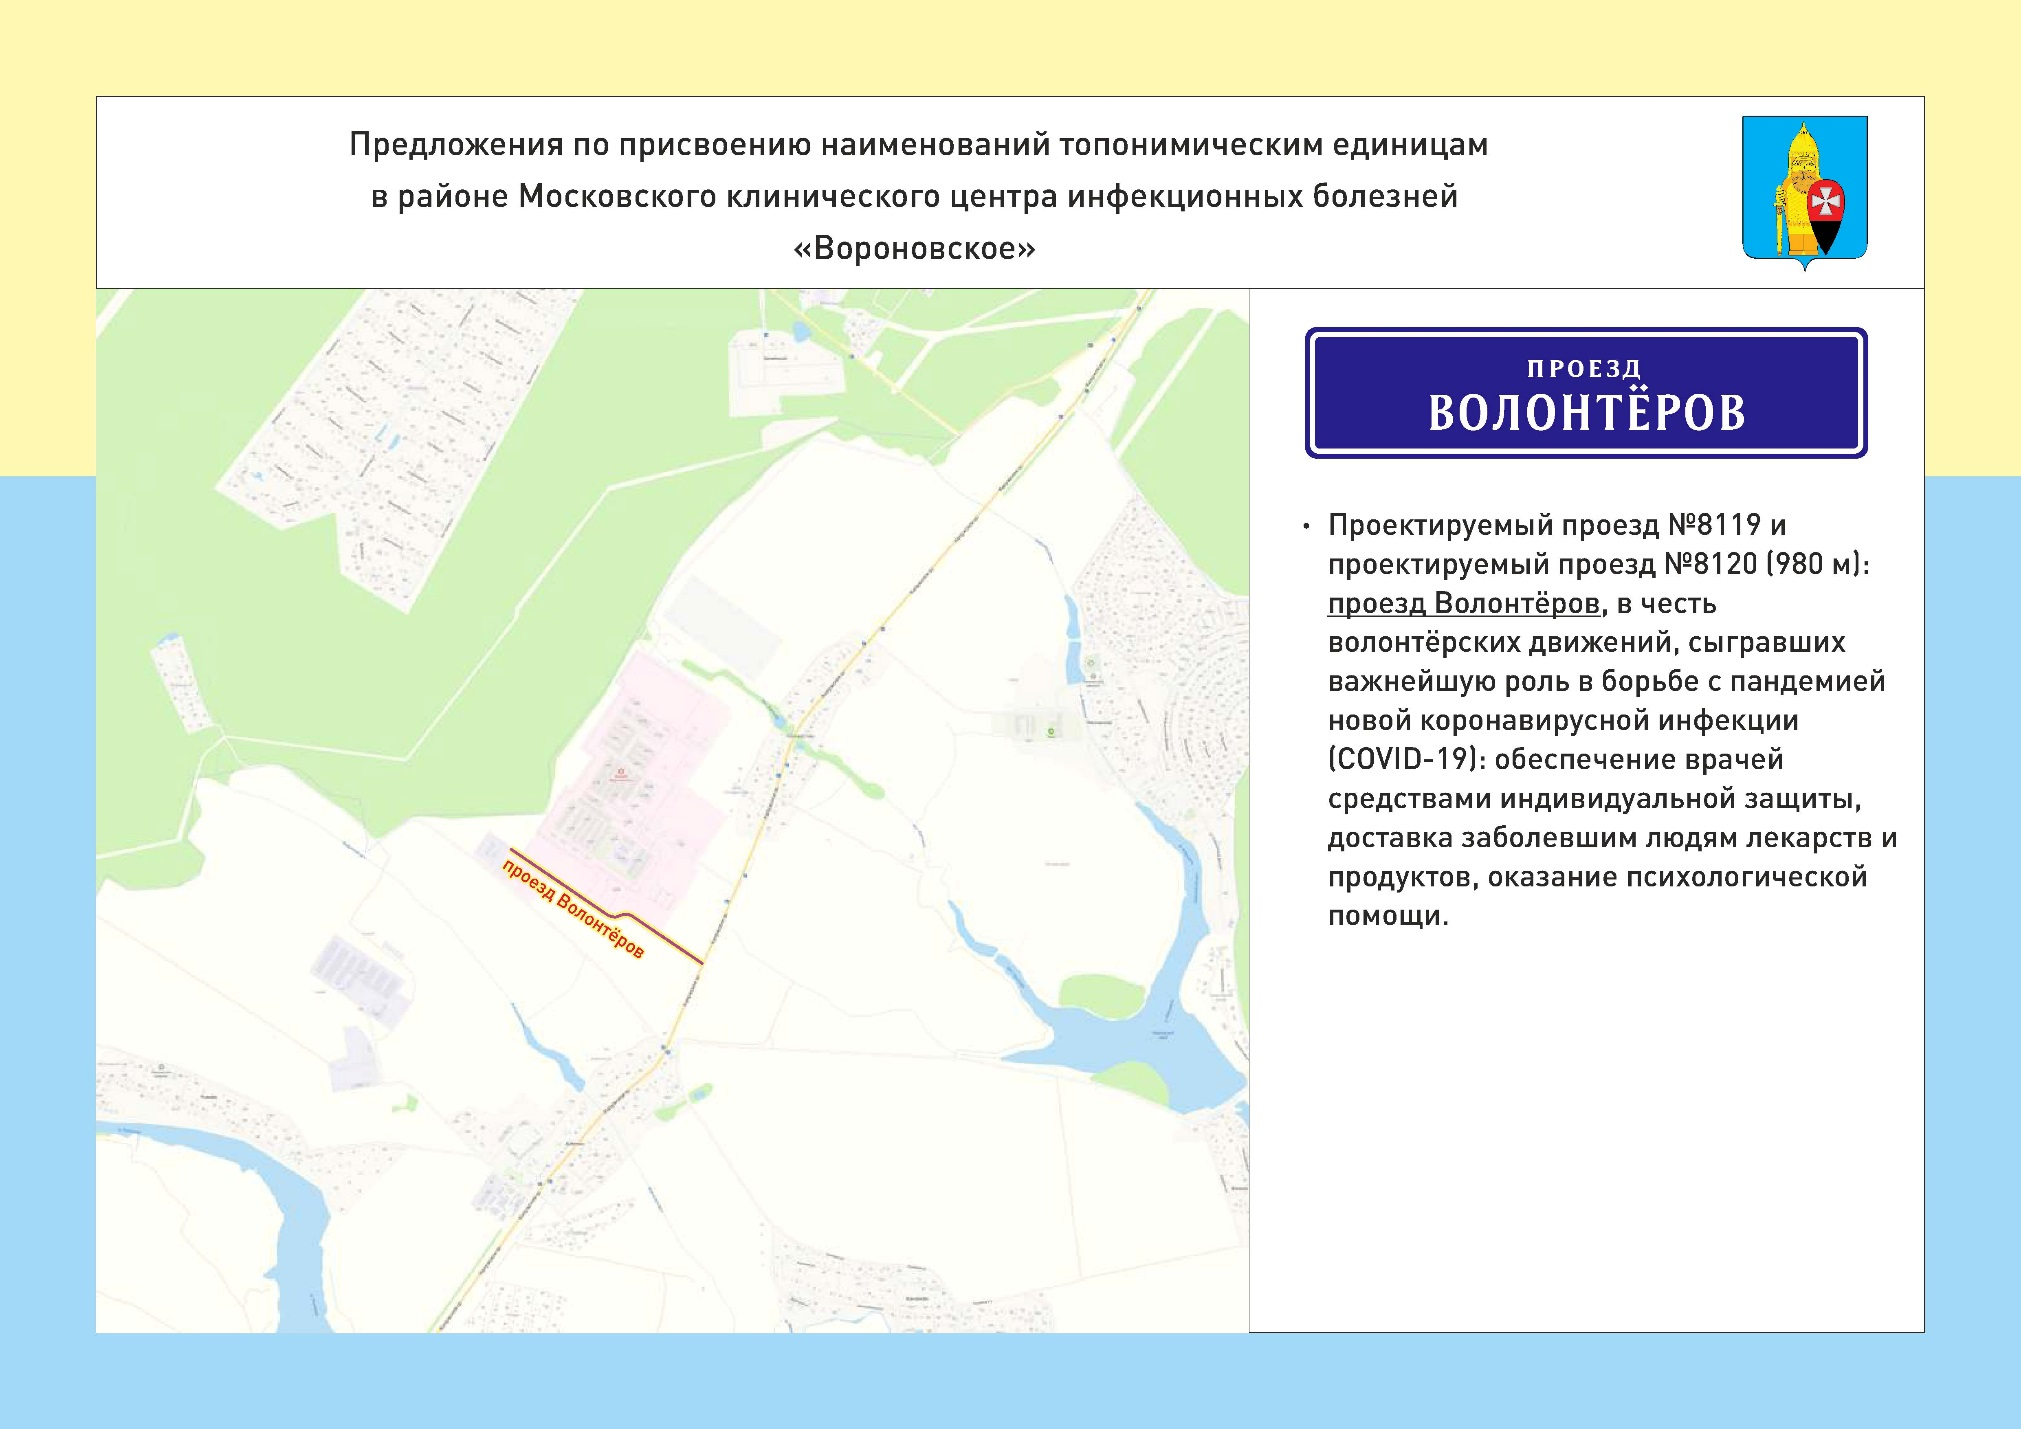 Предложения по присвоению наименований топонимическим единицам
в районе Московского клинического центра инфекционных болезней
«Вороновское»
ПРОЕЗД
ВОЛОНТЁРОВ
• Проектируемый проезд №8119 и
проектируемый проезд №8120 (980 м):
проезд Волонтёров, в честь
волонтёрских движений, сыгравших
важнейшую роль в борьбе с пандемией
новой коронавирусной инфекции
(COVID-19): обеспечение врачей
средствами индивидуальной защиты,
доставка заболевшим людям лекарств и
продуктов, оказание психологической
помощи.
проезд Волонтёров